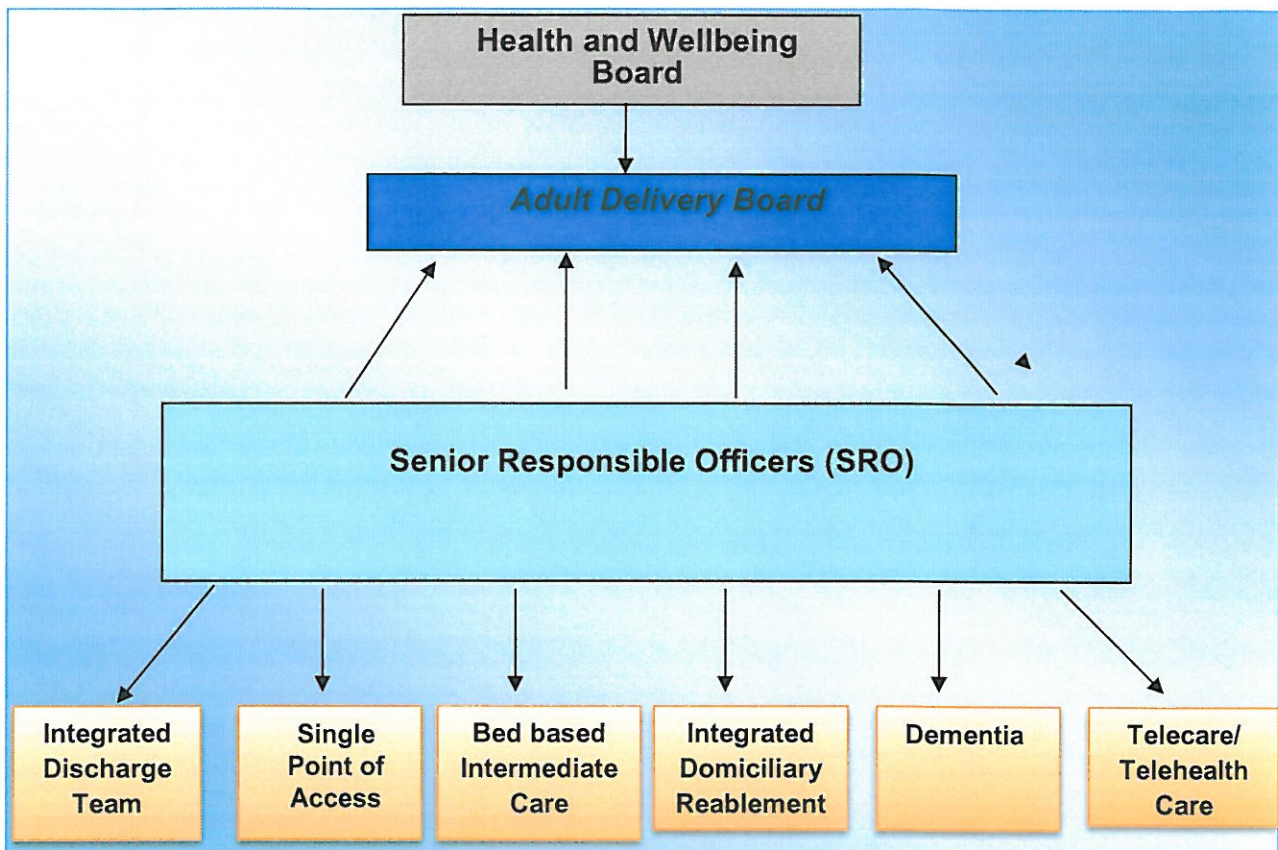 Health and Wellbeing
Board
Adult Delivery Board
Senior Responsible Officers (SRO)
Integrated
Discharge
Team
Single
Point of
Access
Bed based
Intermediate
Care
Integrated
Domiciliary
Reablement
Dementia
Telecare/
Telehealth
Care